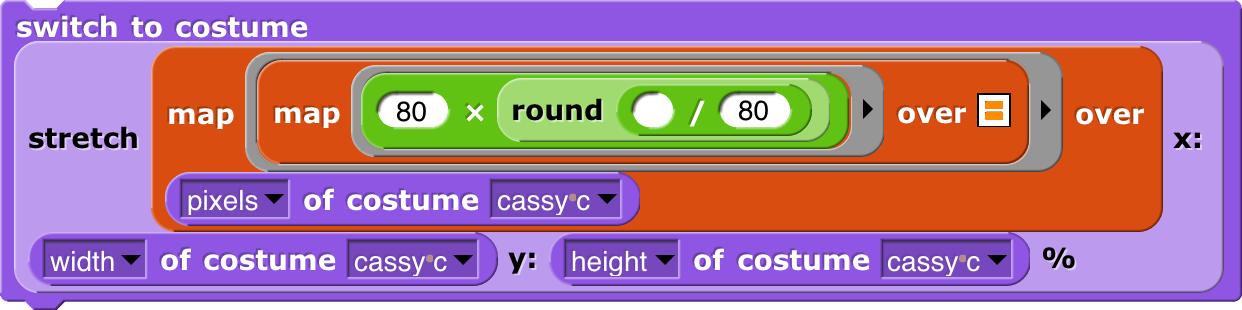 switch to costume
map map 80 × round / 80 over over
stretch x:
pixels of costume cassy c
width of costume cassy c y: height of costume cassy c %